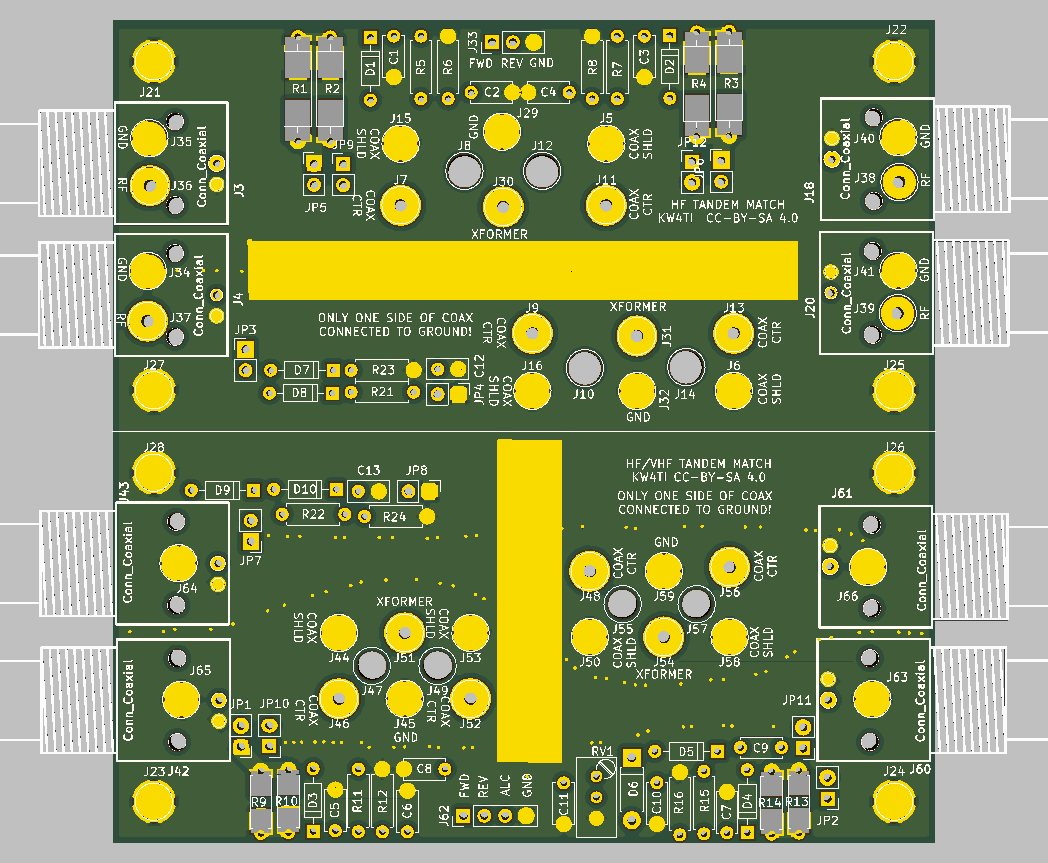 J22
J33
FWD REV GND
D1
C1
R5
R6
R8
R7
C3
D2
J21
R1
R2
R4
R3
C2
C4
J29
J15
COAX
SHLD
GND
J5
COAX
SHLD
GND
J35
Conn_Coaxial
RF
J36
J3
JP9
JP5
J8
J12
J7
COAX
CTR
J30
XFORMER
J11
COAX
CTR
JP12
HF TANDEM MATCH
KW4TI CC-BY-SA 4.0
J18
Conn_Coaxial
J40
GND
J38
RF
GND
J34
Conn_Coaxial
RF
J37
J4
J41
GND
J39
RF
Conn_Coaxial
J20
ONLY ONE SIDE OF COAX
CONNECTED TO GROUND!
COAX
CTR
J9
XFORMER
J31
J13
COAX
CTR
JP3
J27
D7
R23
C12
D8
R21
JP4
COAX
SHLD
J16
J10
J32
GND
J14
J6
COAX
SHLD
J25
J28
J26
J43
D9
D10
C13
JP8
R22
R24
JP7
HF/VHF TANDEM MATCH
KW4TI CC-BY-SA 4.0
ONLY ONE SIDE OF COAX
CONNECTED TO GROUND!
J61
Conn_Coaxial
J64
J48
COAX
CTR
GND
J59
J56
COAX
CTR
J66
Conn_Coaxial
COAX
SHLD
J44
XFORMER
J51
COAX
SHLD
J53
J55
J57
J50
COAX
SHLD
J54
XFORMER
J58
COAX
SHLD
Conn_Coaxial
J65
J47
J49
J46
COAX
CTR
J45
GND
COAX
CTR
J52
J63
Conn_Coaxial
JP1
JP10
JP11
J23
J42
R9
R10
D3
C5
R11
R12
C8
C6
J62
FWD
REV
ALC
GND
C11
RV1
D6
D5
C9
C10
R16
R15
C7
D4
R14
R13
JP2
J24
J60